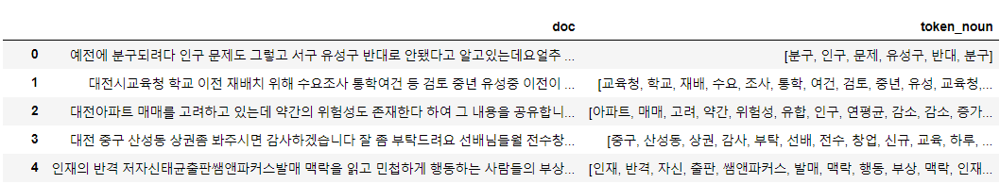 doc token_noun
0 예전에 분구되려다 인구 문제도 그렇고 서구 유성구 반대로 안됐다고 알고있는데요얼추 ... [분구, 인구, 문제, 유성구, 반대, 분구]
1 대전시교육청 학교 이전 재배치 위해 수요조사 통학여건 등 검토 중년 유성중 이전이 ... [교육청, 학교, 재배, 수요, 조사, 통학, 여건, 검토, 중년, 유성, 교육청,...
2 대전아파트 매매를 고려하고 있는데 약간의 위험성도 존재한다 하여 그 내용을 공유합니... [아파트, 매매, 고려, 약간, 위험성, 유합, 인구, 연평균, 감소, 감소, 증가...
3 대전 중구 산성동 상권좀 봐주시면 감사하겠습니다 잘 좀 부탁드려요 선배님들월 전수창... [중구, 산성동, 상권, 감사, 부탁, 선배, 전수, 창업, 신규, 교육, 하루, ...
4 인재의 반격 저자신태균출판쌤앤파커스발매 맥락을 읽고 민첩하게 행동하는 사람들의 부상... [인재, 반격, 자신, 출판, 쌤앤파커스, 발매, 맥락, 행동, 부상, 맥락, 인재...